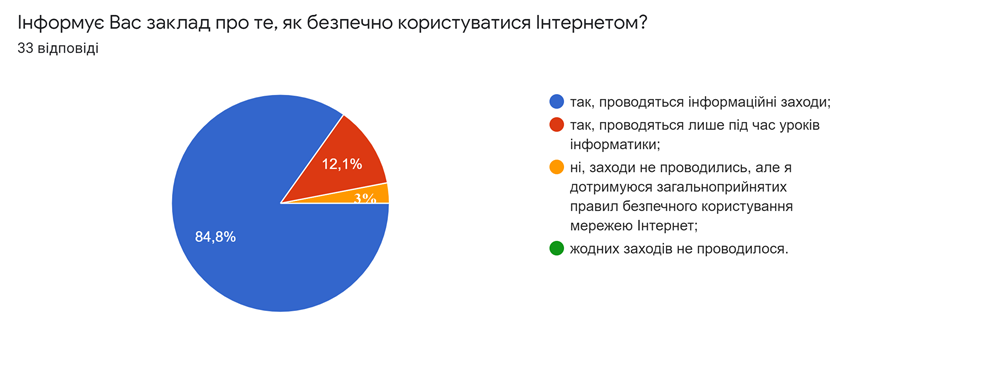 Інформує Вас заклад про те, як безпечно користуватися Інтернетом?
33 відповіді
так, проводяться інформаційні заходи;
так, проводяться лише під час уроків
інформатики;
ні, заходи не проводились, але я
дотримуюся загальноприйнятих
правил безпечного користування
мережею Інтернет;
жодних заходів не проводилося.
12,1%
3%
84,8%